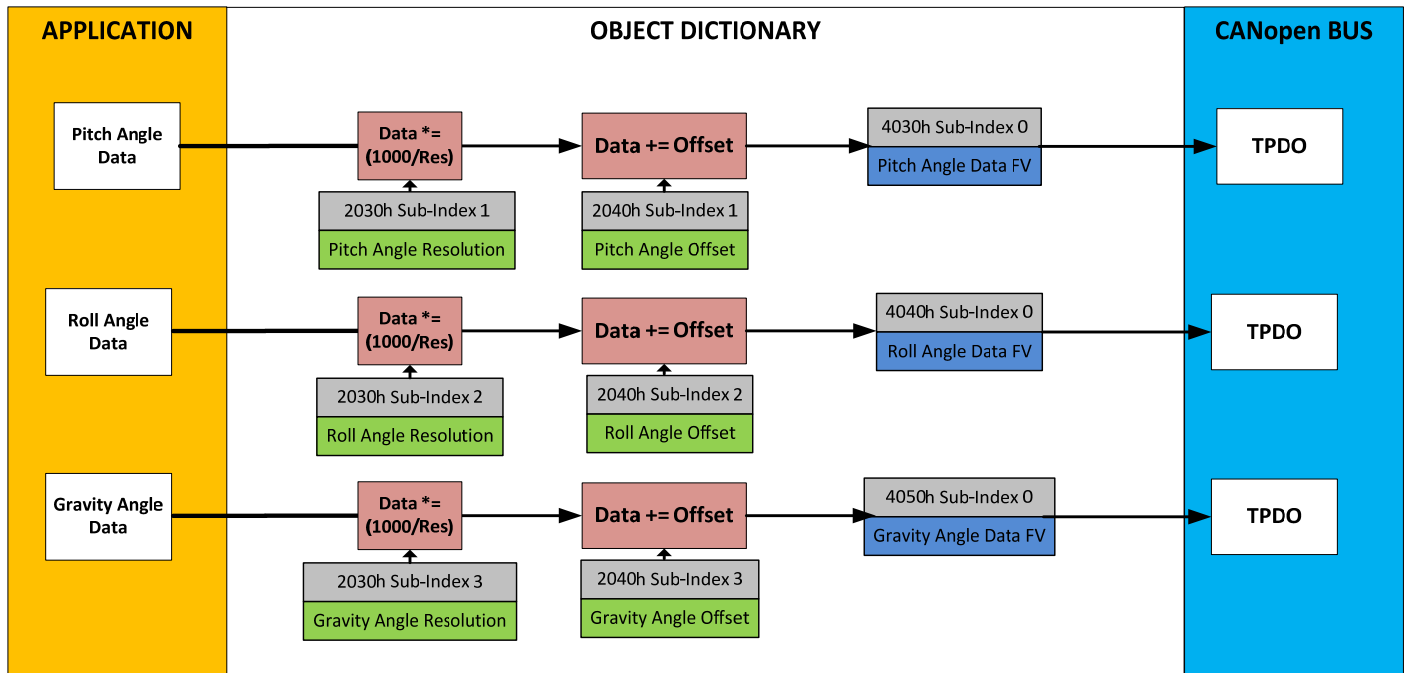 APPLICATION
OBJECT DICTIONARY
CANopen BUS
Pitch Angle
Data
Data *=
(1000/Res)
2030h Sub-Index 1
Pitch Angle Resolution
Data += Offset
2040h Sub-Index 1
Pitch Angle Offset
4030h Sub-Index 0
Pitch Angle Data FV
TPDO
Roll Angle
Data
Data *=
(1000/Res)
2030h Sub-Index 2
Roll Angle Resolution
Data += Offset
2040h Sub-Index 2
Roll Angle Offset
4040h Sub-Index 0
Roll Angle Data FV
TPDO
Gravity Angle
Data
Data *=
(1000/Res)
2030h Sub-Index 3
Gravity Angle Resolution
Data += Offset
2040h Sub-Index 3
Gravity Angle Offset
4050h Sub-Index 0
Gravity Angle Data FV
TPDO